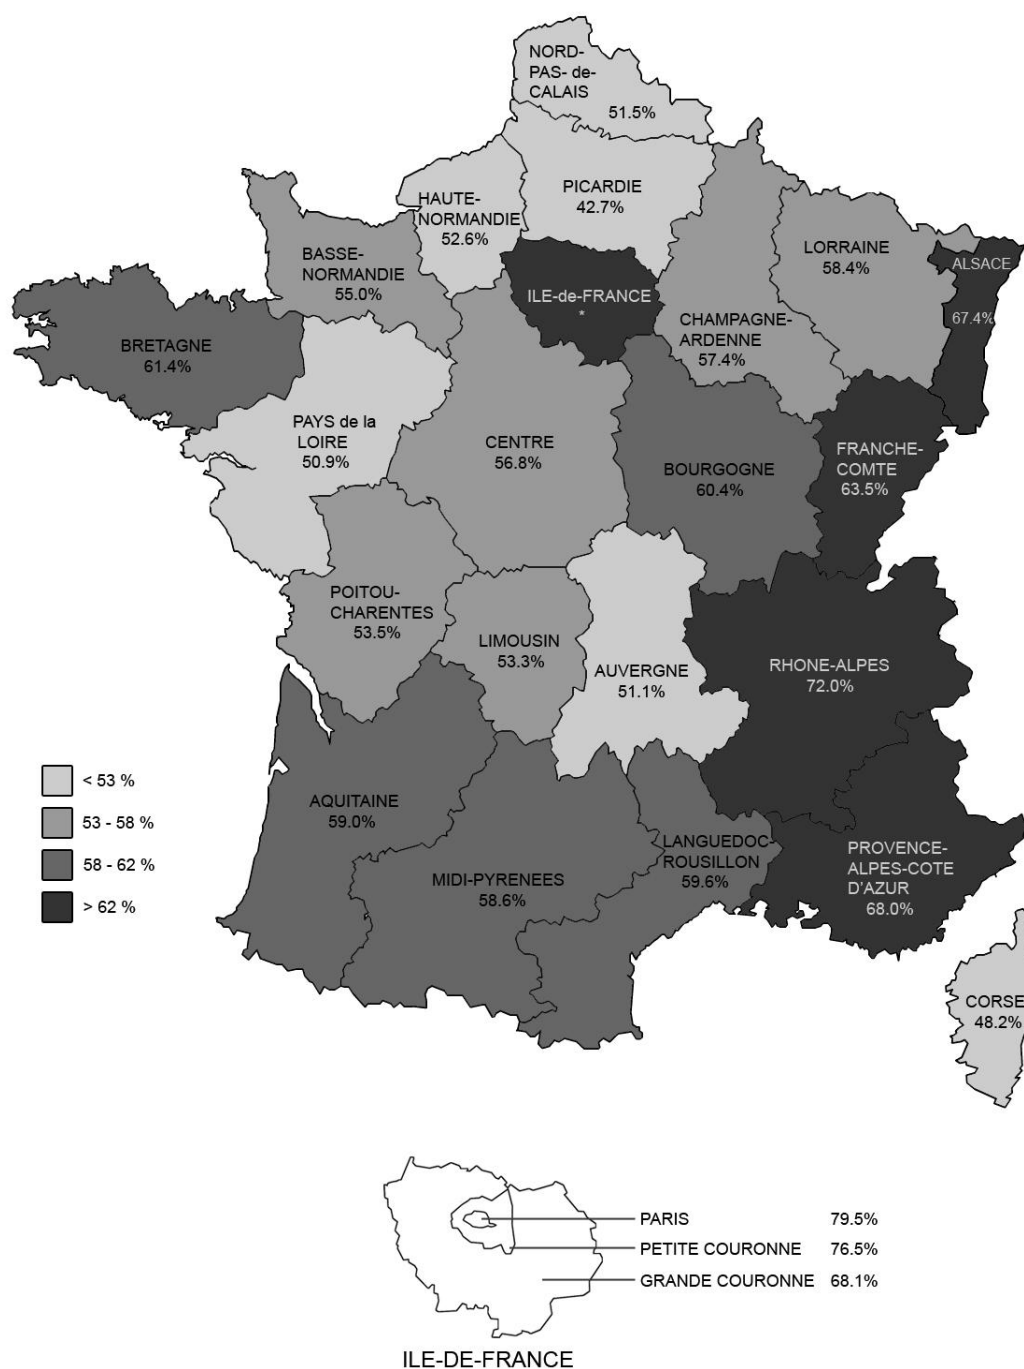 NORD-
PAS- de-
CALAIS
51.5%
PICARDIE
42.7%
HAUTE-
NORMANDIE
52.6%
BASSE-
NORMANDIE
55.0%
ILE-de-FRANCE
*
LORRAINE
58.4%
ALSACE
67.4%
CHAMPAGNE-
ARDENNE
57.4%
BRETAGNE
61.4%
PAYS de la
LOIRE
50.9%
CENTRE
56.8%
BOURGOGNE
60.4%
FRANCHE-
COMTE
63.5%
POITOU-
CHARENTES
53.5%
LIMOUSIN
53.3%
AUVERGNE
51.1%
RHONE-ALPES
72.0%
AQUITAINE
59.0%
MIDI-PYRENEES
58.6%
LANGUEDOC-
ROUSILLON
59.6%
PROVENCE-
ALPES-COTE
D'AZUR
68.0%
CORSE
48.2%
< 53 %
53 - 58 %
58 - 62 %
> 62 %
PARIS 79.5%
PETITE COURONNE 76.5%
GRANDE COURONNE 68.1%
ILE-DE-FRANCE